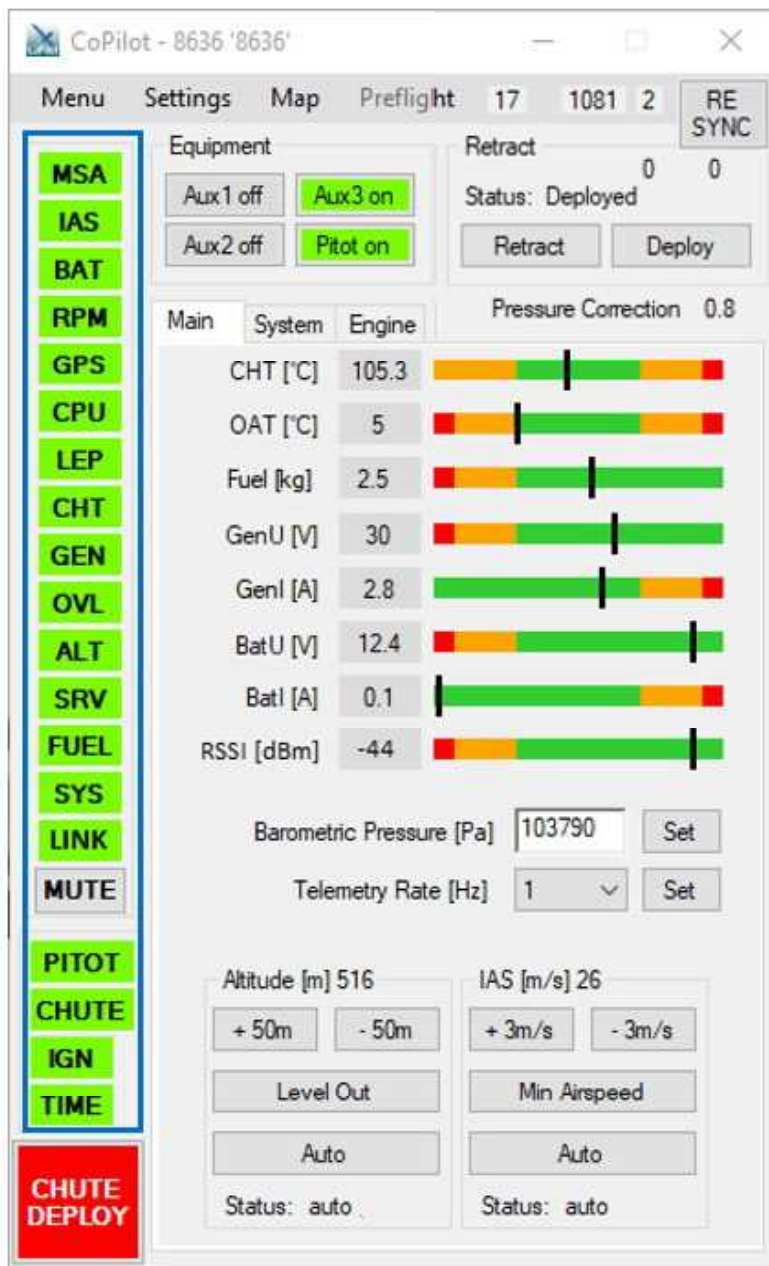 CoPilot - 8636 '8636'
Menu Settings Map Preflight 17 1081 2 RE SYNC
MSA
IAS
BAT
RPM
GPS
CPU
LEP
CHT
GEN
OVL
ALT
SRV
FUEL
SYS
LINK
MUTE
PITOT
CHUTE
IGN
TIME
CHUTE
DEPLOY
Equipment
Aux1 off Aux3 on
Aux2 off Pitot on
Retract
0 0
Status: Deployed
Retract Deploy
Pressure Correction 0.8
Main System Engine
CHT [°C] 105.3
OAT [°C] 5
Fuel [kg] 2.5
GenU [V] 30
GenI [A] 2.8
BatU [V] 12.4
BatI [A] 0.1
RSSI [dBm] -44
Barometric Pressure [Pa] 103790 Set
Telemetry Rate [Hz] 1 Set
Altitude [m] 516
+ 50m - 50m
Level Out
Auto
Status: auto
IAS [m/s] 26
+ 3m/s - 3m/s
Min Airspeed
Auto
Status: auto